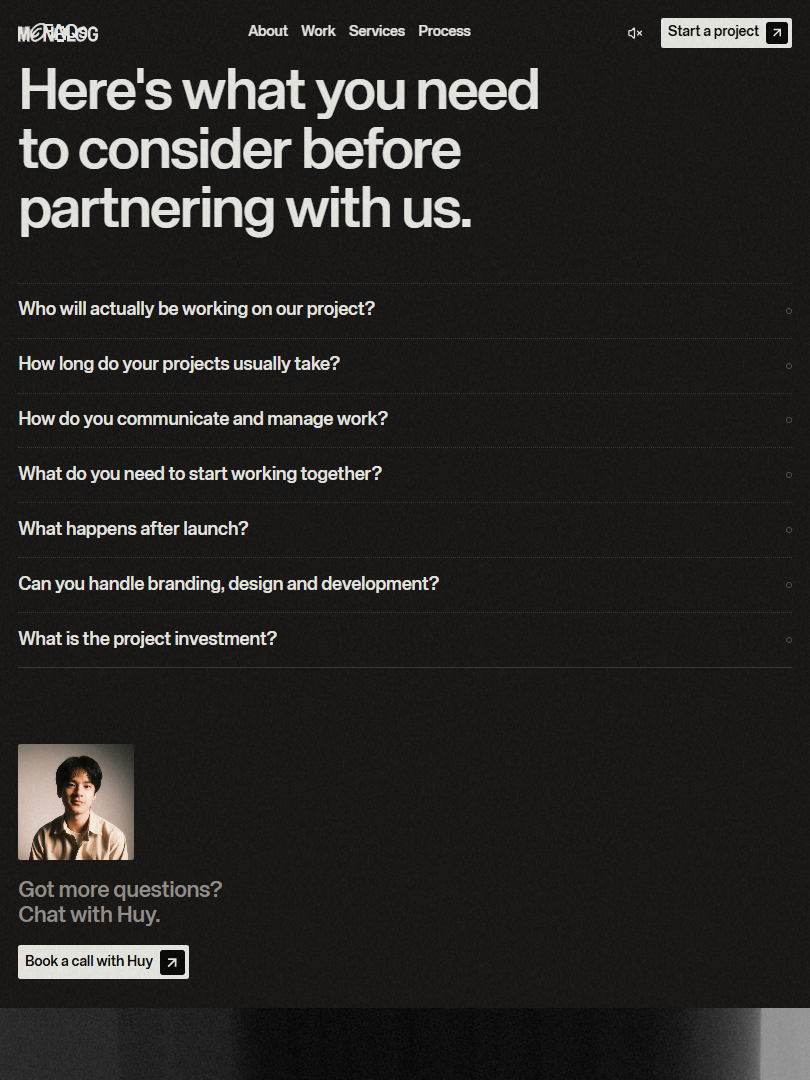 MONOLOG
FAQs
About Work Services Process
Start a project
Here's what you need
to consider before
partnering with us.
Who will actually be working on our project?
How long do your projects usually take?
How do you communicate and manage work?
What do you need to start working together?
What happens after launch?
Can you handle branding, design and development?
What is the project investment?
Got more questions?
Chat with Huy.
Book a call with Huy